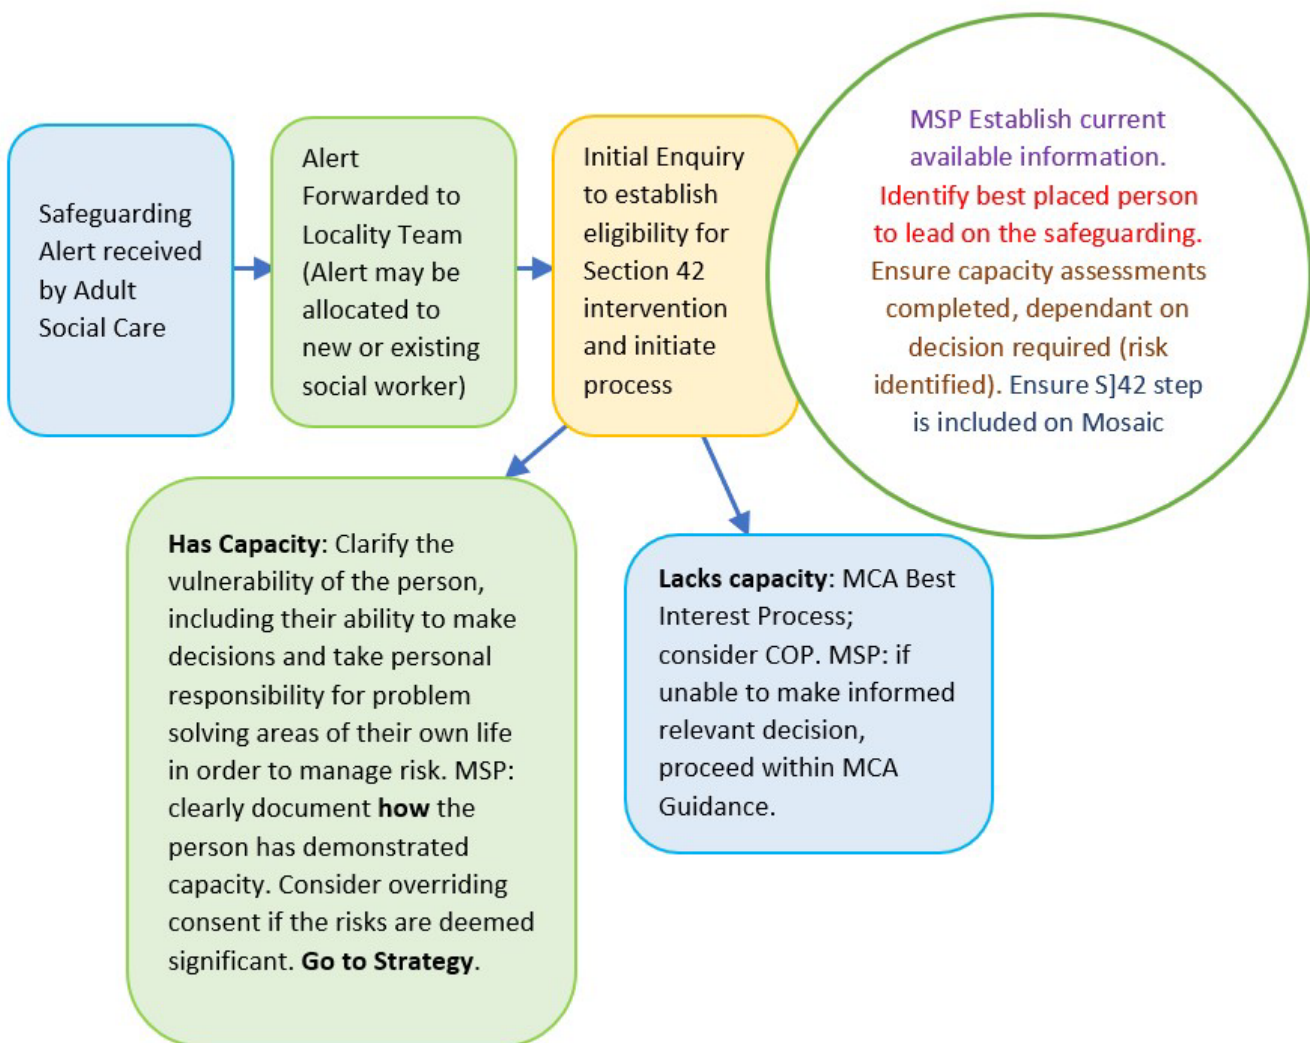 Safeguarding
Alert received
by Adult
Social Care
Alert
Forwarded to
Locality Team
(Alert may be
allocated to
new or existing
social worker)
Initial Enquiry
to establish
eligibility for
Section 42
intervention
and initiate
process
MSP Establish current
available information.
Identify best placed person
to lead on the safeguarding.
Ensure capacity assessments
completed, dependant on
decision required (risk
identified). Ensure S]42 step
is included on Mosaic
Has Capacity: Clarify the
vulnerability of the person,
including their ability to make
decisions and take personal
responsibility for problem
solving areas of their own life
in order to manage risk. MSP:
clearly document how the
person has demonstrated
capacity. Consider overriding
consent if the risks are deemed
significant. Go to Strategy.
Lacks capacity: MCA Best
Interest Process;
consider COP. MSP: if
unable to make informed
relevant decision,
proceed within MCA
Guidance.